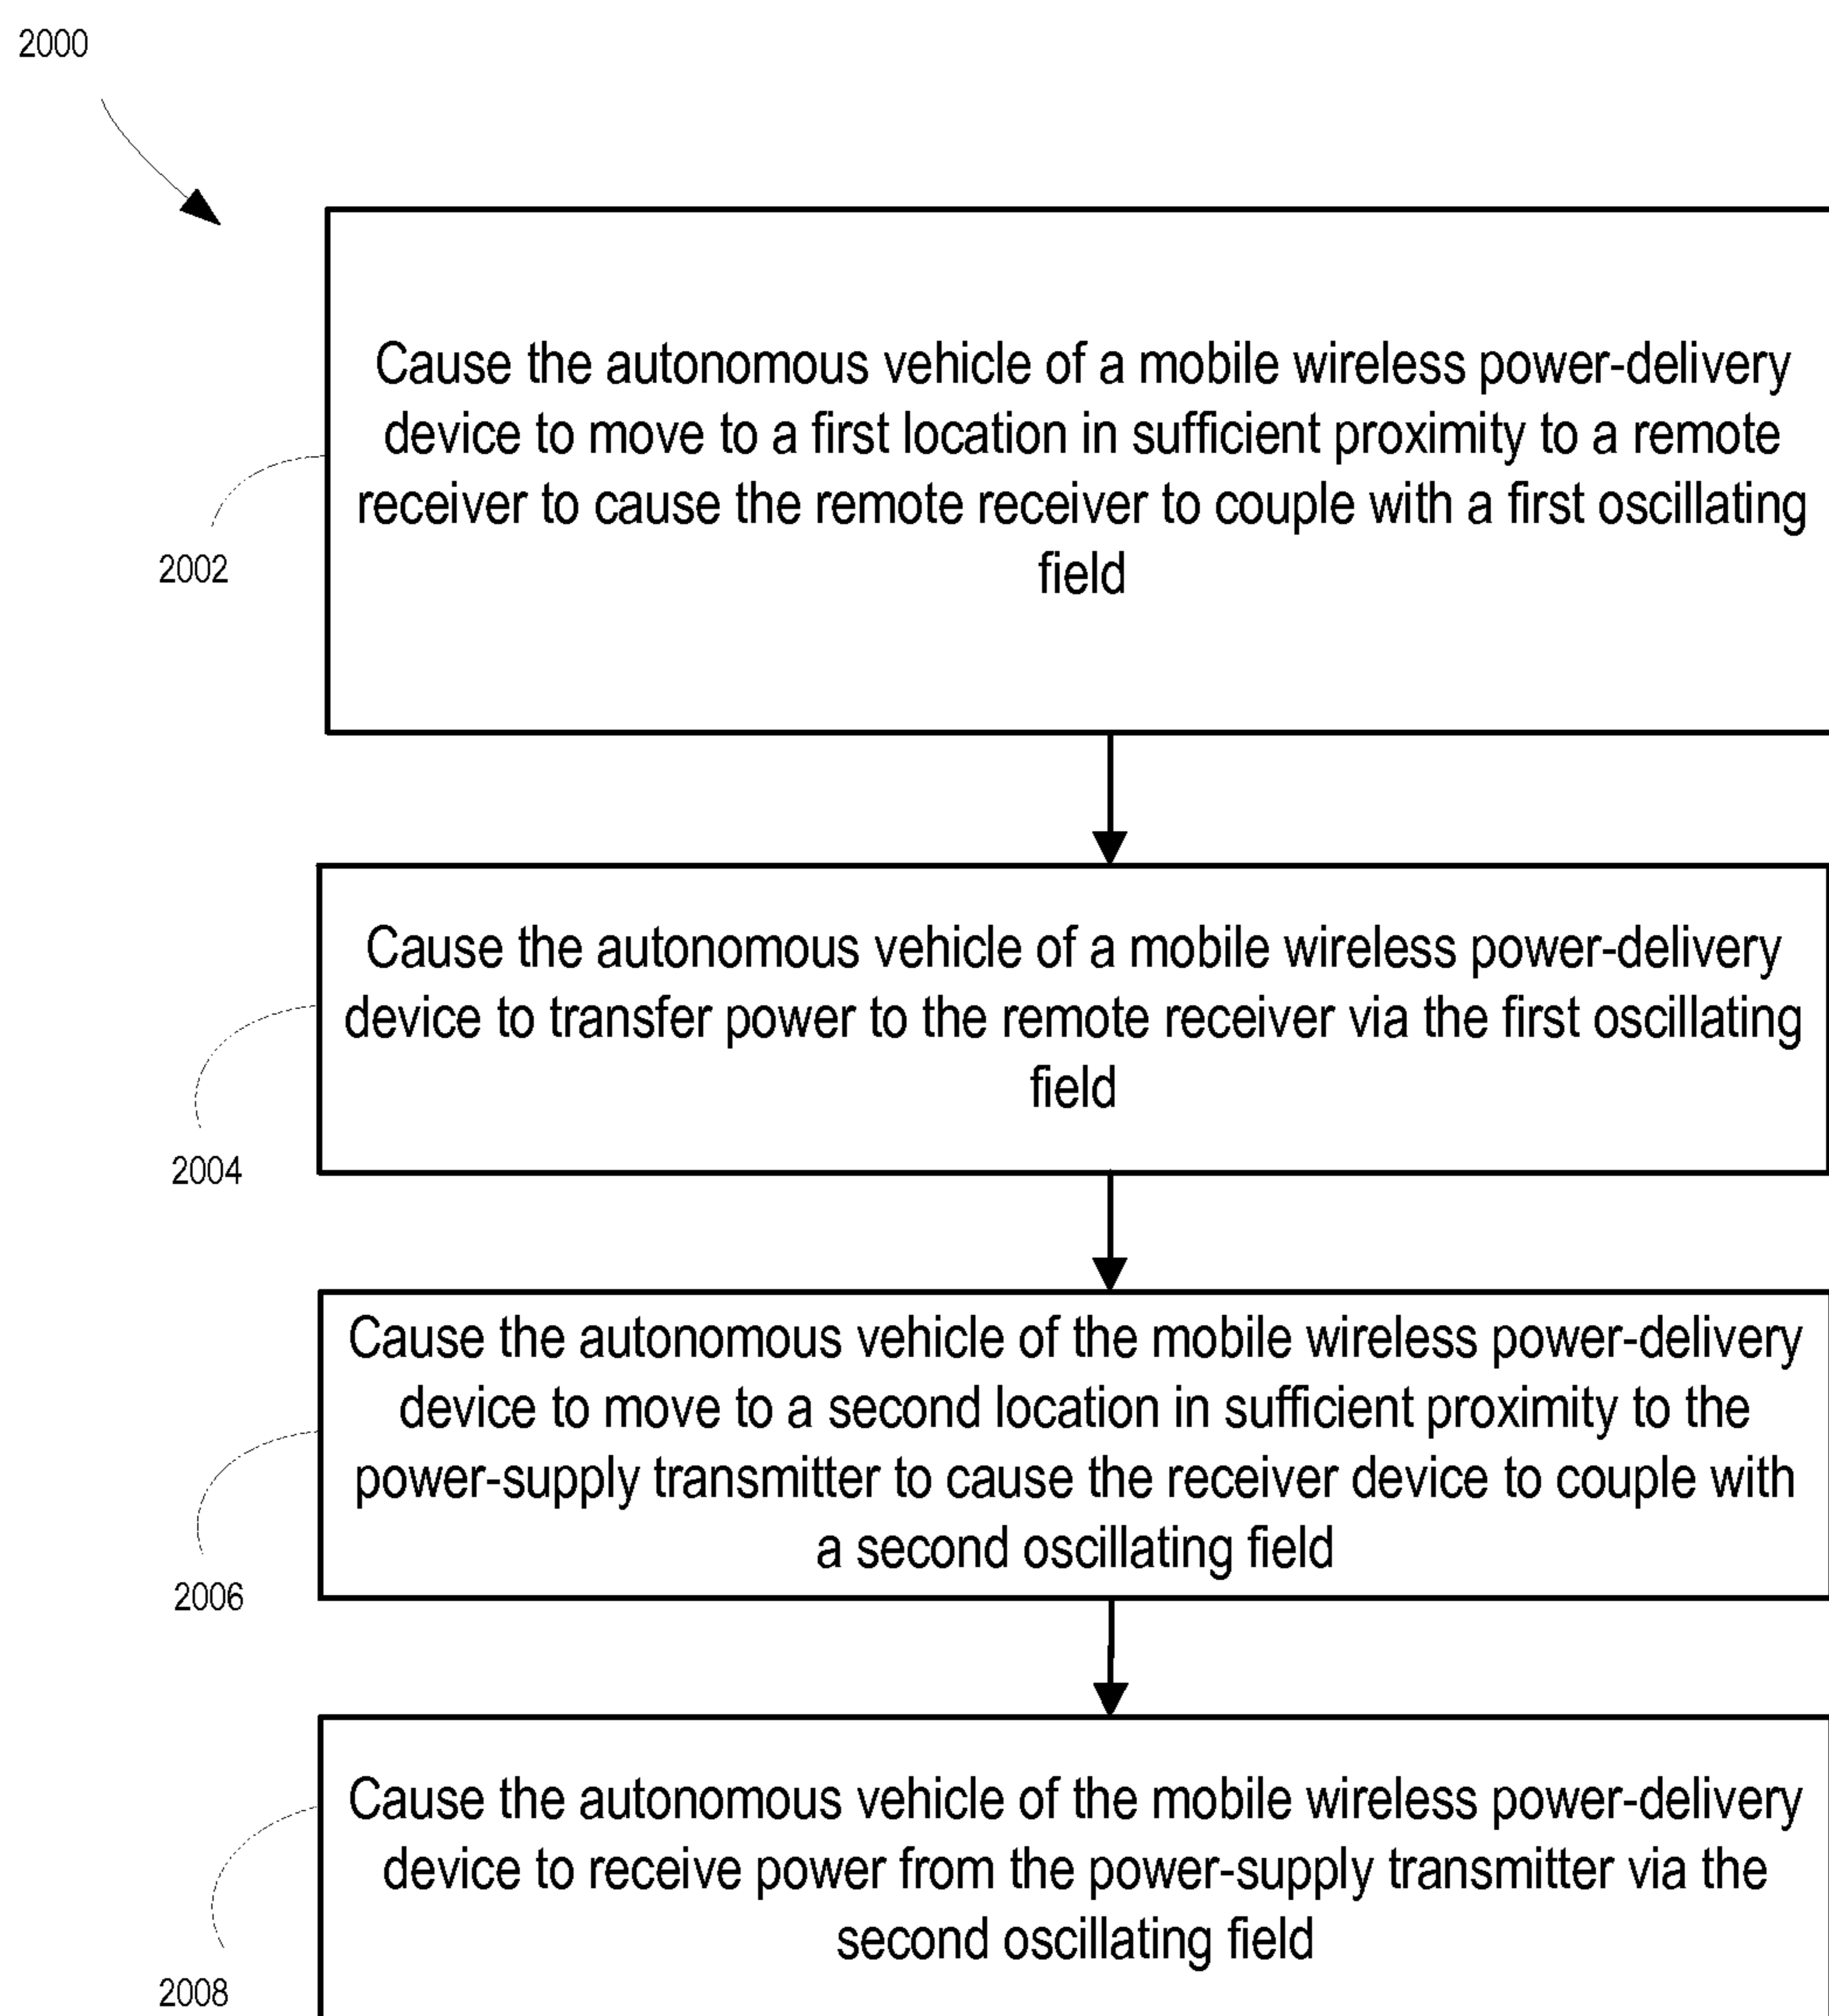 2000
Cause the autonomous vehicle of a mobile wireless power-delivery
device to move to a first location in sufficient proximity to a remote
receiver to cause the remote receiver to couple with a first oscillating
field
2002
Cause the autonomous vehicle of a mobile wireless power-delivery
device to transfer power to the remote receiver via the first oscillating
field
2004
Cause the autonomous vehicle of the mobile wireless power-delivery
device to move to a second location in sufficient proximity to the
power-supply transmitter to cause the receiver device to couple with
a second oscillating field
2006
Cause the autonomous vehicle of the mobile wireless power-delivery
device to receive power from the power-supply transmitter via the
second oscillating field
2008